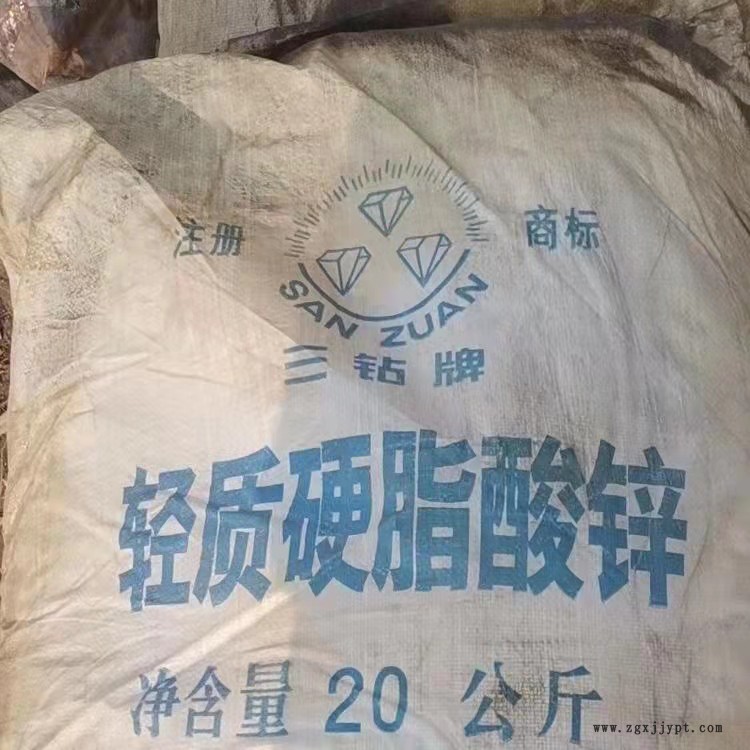 注册 商标
SAN ZUAN
三钻牌
轻质硬脂酸锌
净含量 20 公斤
www.zgxjjypt.com